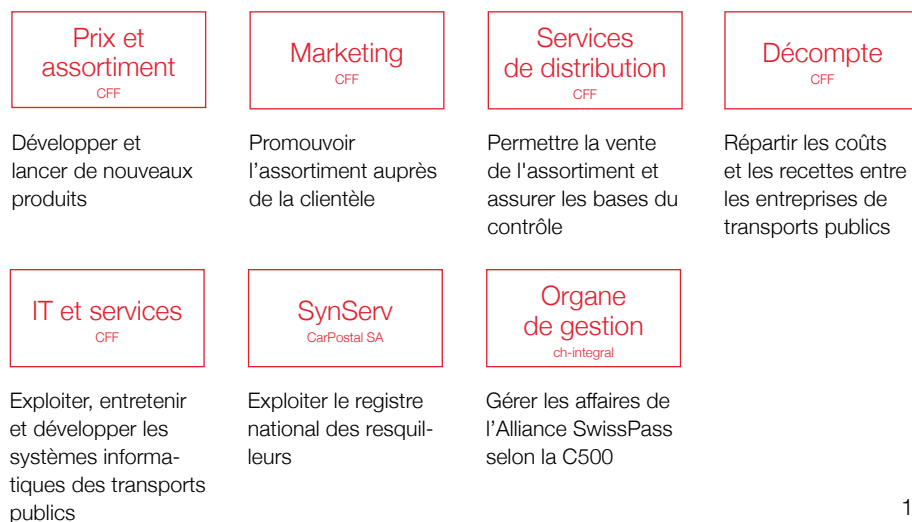 Prix et
assortiment
CFF
Développer et
lancer de nouveaux
produits
Marketing
CFF
Promouvoir
l’assortiment auprès
de la clientèle
Services
de distribution
CFF
Permettre la vente
de l'assortiment et
assurer les bases du
contrôle
Décompte
CFF
Répartir les coûts
et les recettes entre
les entreprises de
transports publics
IT et services
CFF
Exploiter, entretenir
et développer les
systèmes informa-
tiques des transports
publics
SynServ
CarPostal SA
Exploiter le registre
national des resquil-
leurs
Organe
de gestion
ch-integral
Gérer les affaires de
l’Alliance SwissPass
selon la C500
1